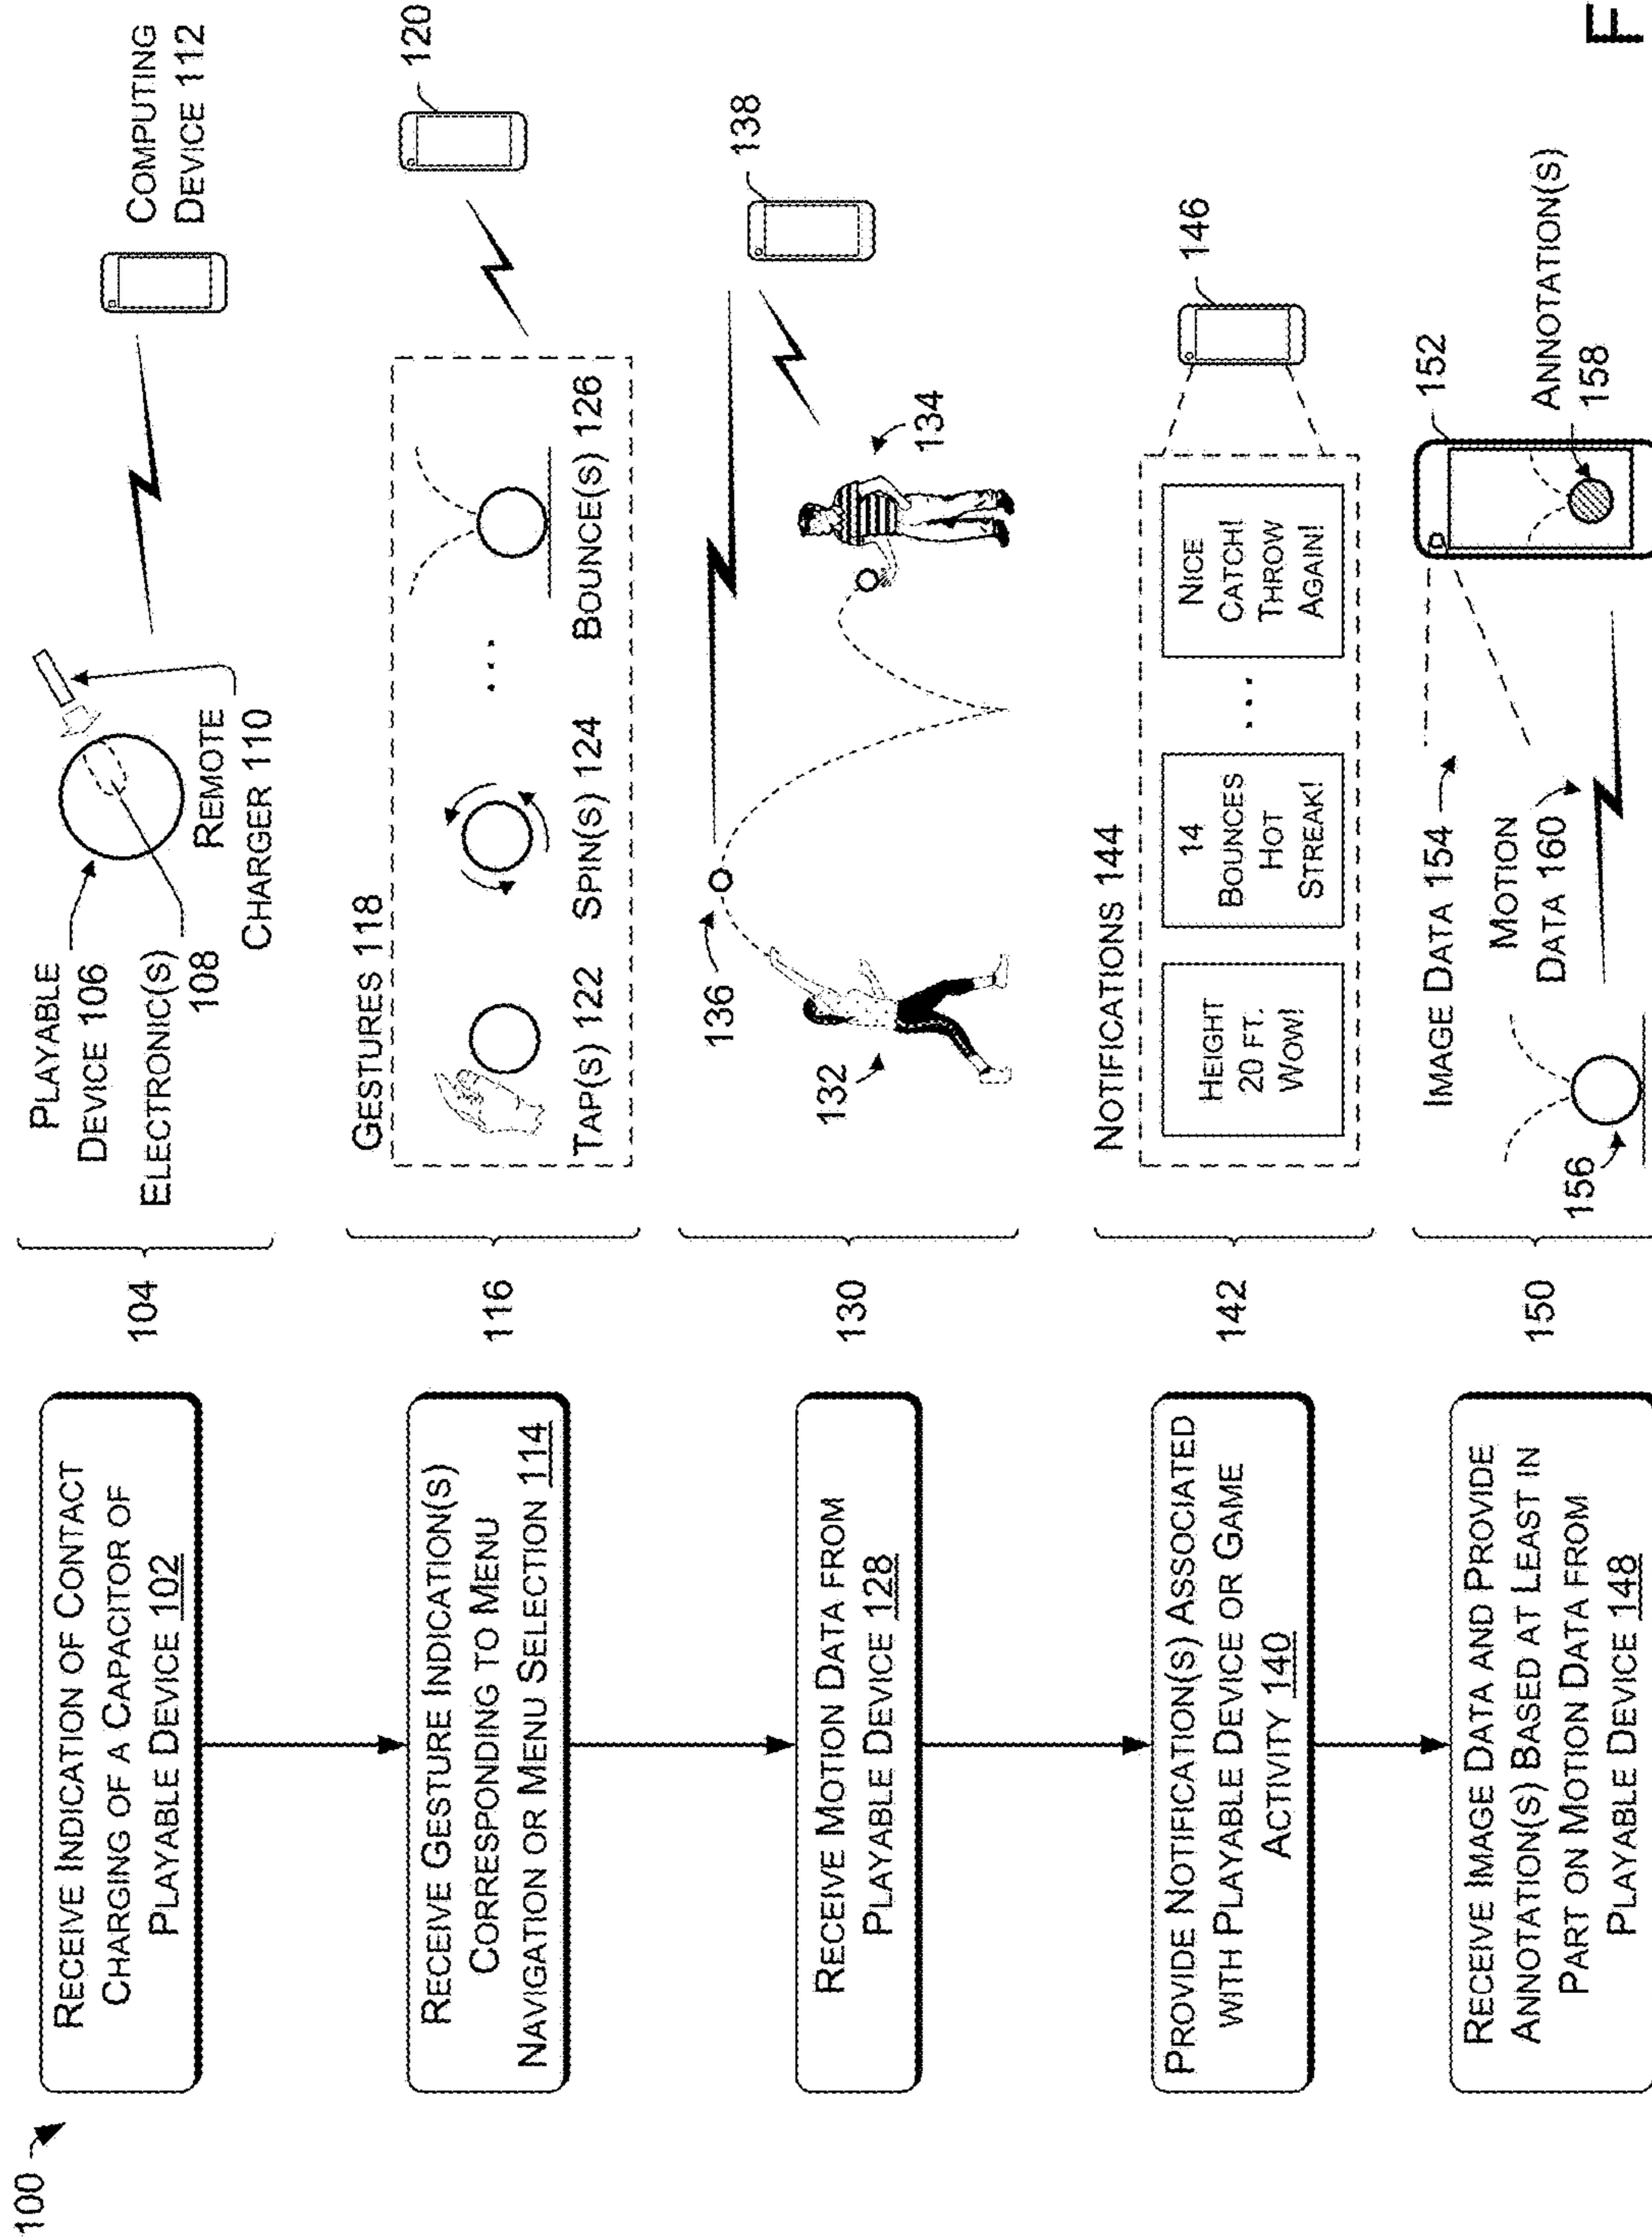 100
RECEIVE INDICATION OF CONTACT
CHARGING OF A CAPACITOR OF
PLAYABLE DEVICE 102
104
PLAYABLE
DEVICE 106
ELECTRONIC(S)
108
REMOTE
CHARGER 110
COMPUTING
DEVICE 112
RECEIVE GESTURE INDICATION(S)
CORRESPONDING TO MENU
NAVIGATION OR MENU SELECTION 114
116
GESTURES 118
120
TAP(S) 122
SPIN(S) 124
...
BOUNCE(S) 126
RECEIVE MOTION DATA FROM
PLAYABLE DEVICE 128
130
132
134
136
138
PROVIDE NOTIFICATION(S) ASSOCIATED
WITH PLAYABLE DEVICE OR GAME
ACTIVITY 140
142
NOTIFICATIONS 144
HEIGHT
20 FT.
WOW!
14
BOUNCES
HOT
STREAK!
...
NICE
CATCH!
THROW
AGAIN!
146
RECEIVE IMAGE DATA AND PROVIDE
ANNOTATION(S) BASED AT LEAST IN
PART ON MOTION DATA FROM
PLAYABLE DEVICE 148
150
152
IMAGE DATA 154
156
ANNOTATION(S)
158
MOTION
DATA 160